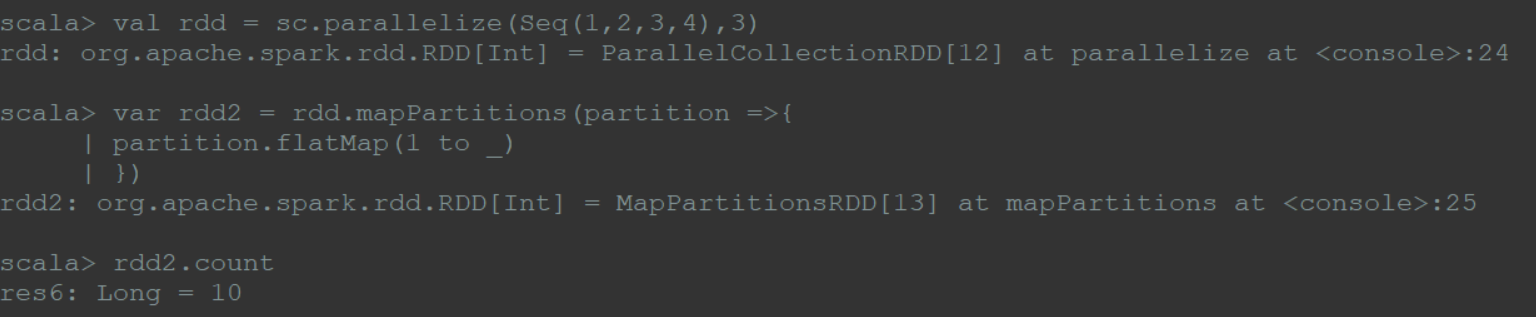 scala> val rdd = sc.parallelize(Seq(1,2,3,4),3)
rdd: org.apache.spark.rdd.RDD[Int] = ParallelCollectionRDD[12] at parallelize at <console>:24
scala> var rdd2 = rdd.mapPartitions(partition =>{
| partition.flatMap(1 to _)
| })
rdd2: org.apache.spark.rdd.RDD[Int] = MapPartitionsRDD[13] at mapPartitions at <console>:25
scala> rdd2.count
res6: Long = 10